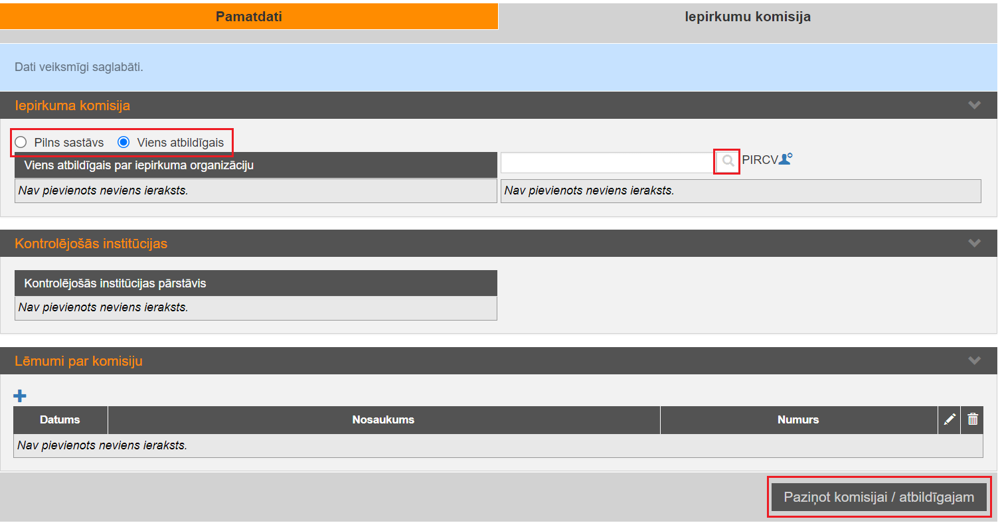 Pamatdati
Iepirkumu komisija
Dati veiksmīgi saglabāti.
Iepirkuma komisija
Pilns sastāvs Viens atbildīgais
Viens atbildīgais par iepirkuma organizāciju
PIRCV
Nav pievienots neviens ieraksts.
Nav pievienots neviens ieraksts.
Kontrolējošās institūcijas
Kontrolējošās institūcijas pārstāvis
Nav pievienots neviens ieraksts.
Lēmumi par komisiju
Datums Nosaukums Numurs
Nav pievienots neviens ieraksts.
Paziņot komisijai / atbildīgajam